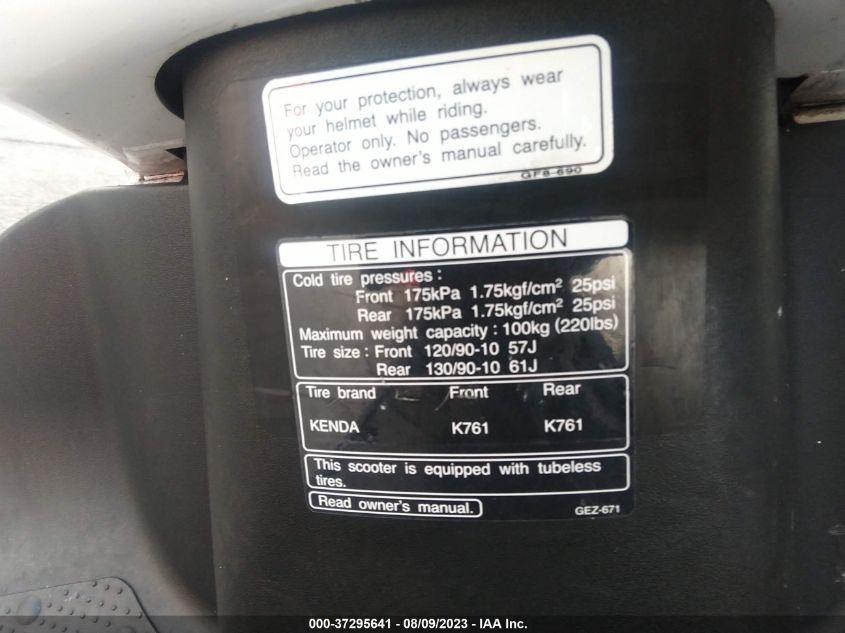 For your protection, always wear
your helmet while riding.
Operator only. No passengers.
Read the owner's manual carefully.
GF8-690
TIRE INFORMATION
Cold tire pressures :
Front 175kPa 1.75kgf/cm² 25psi
Rear 175kPa 1.75kgf/cm² 25psi
Maximum weight capacity : 100kg (220lbs)
Tire size : Front 120/90-10 57J
Rear 130/90-10 61J
Tire brand Front Rear
KENDA K761 K761
This scooter is equipped with tubeless
tires.
Read owner's manual.
GEZ-671
000-37295641 - 08/09/2023 - IAA Inc.